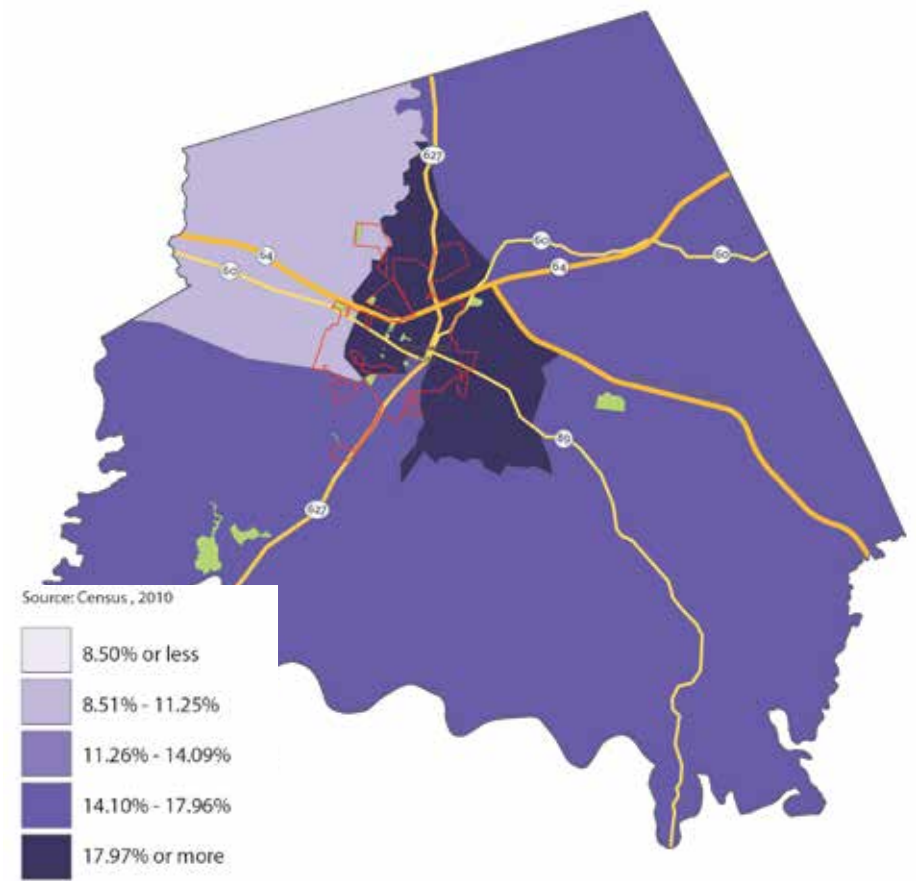 627
64
60
60
64
60
89
627
Source: Census , 2010
8.50% or less
8.51% - 11.25%
11.26% - 14.09%
14.10% - 17.96%
17.97% or more